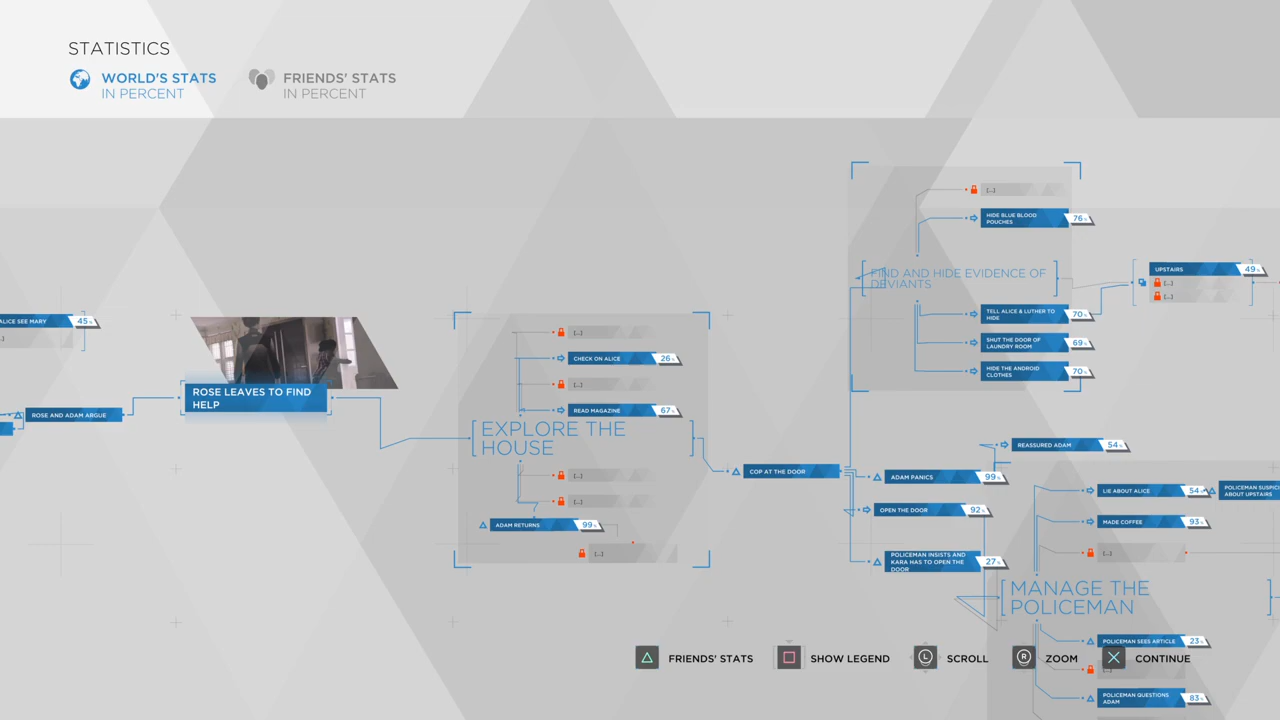 STATISTICS
WORLD'S STATS
IN PERCENT
FRIENDS' STATS
IN PERCENT
ALICE SEE MARY 45%
...]
ROSE AND ADAM ARGUE
ROSE LEAVES TO FIND
HELP
[...]
CHECK ON ALICE 26%
[...]
READ MAGAZINE 67%
EXPLORE THE
HOUSE
[...]
[...]
ADAM RETURNS 99%
[...]
COP AT THE DOOR
[...]
HIDE BLUE BLOOD
POUCHES 76%
FIND AND HIDE EVIDENCE OF
DEVIANTS
TELL ALICE & LUTHER TO
HIDE 70%
SHUT THE DOOR OF
LAUNDRY ROOM 69%
HIDE THE ANDROID
CLOTHES 70%
UPSTAIRS 49%
[...]
[...]
REASSURED ADAM 54%
ADAM PANICS 99%
OPEN THE DOOR 92%
POLICEMAN INSISTS AND
KARA HAS TO OPEN THE
DOOR 27%
LIE ABOUT ALICE 54%
POLICEMAN SUSPICI
ABOUT UPSTAIRS
MADE COFFEE 93%
[...]
MANAGE THE
POLICEMAN
POLICEMAN SEES ARTICLE 23%
[...]
POLICEMAN QUESTIONS
ADAM 83%
FRIENDS' STATS
SHOW LEGEND
L SCROLL
R ZOOM
CONTINUE